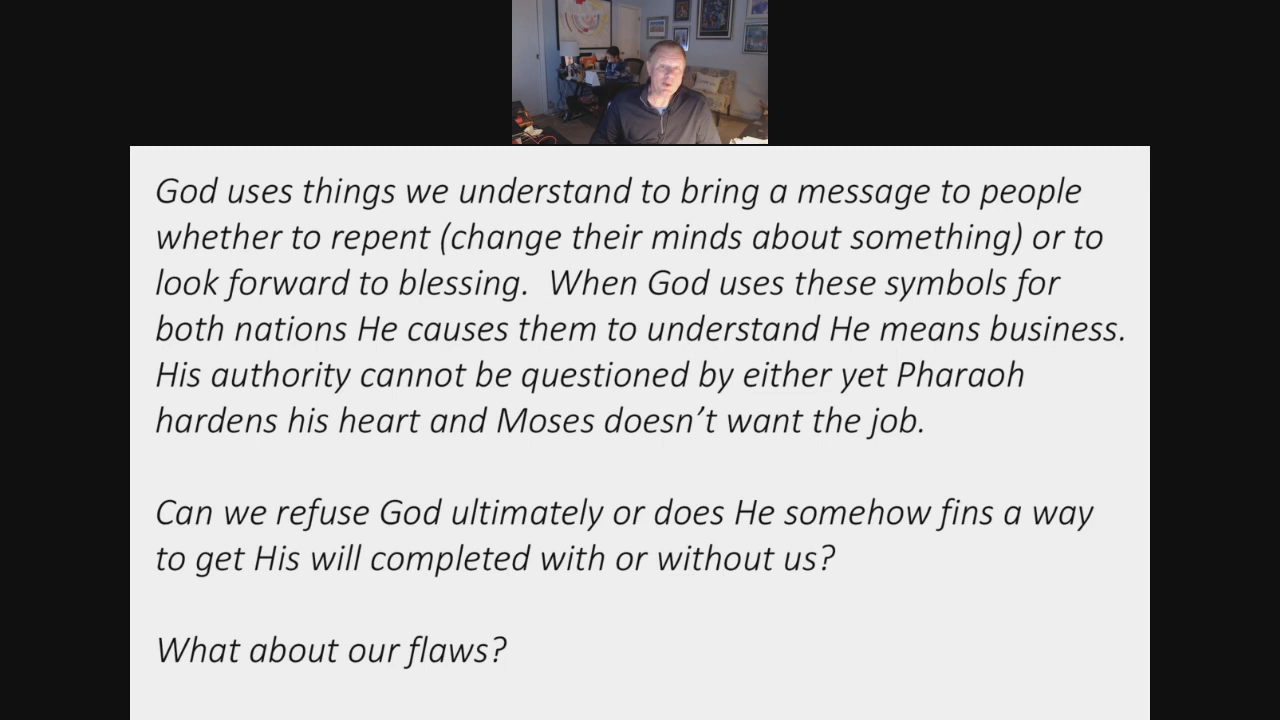 God uses things we understand to bring a message to people
whether to repent (change their minds about something) or to
look forward to blessing.  When God uses these symbols for
both nations He causes them to understand He means business.
His authority cannot be questioned by either yet Pharaoh
hardens his heart and Moses doesn’t want the job.
Can we refuse God ultimately or does He somehow fins a way
to get His will completed with or without us?
What about our flaws?